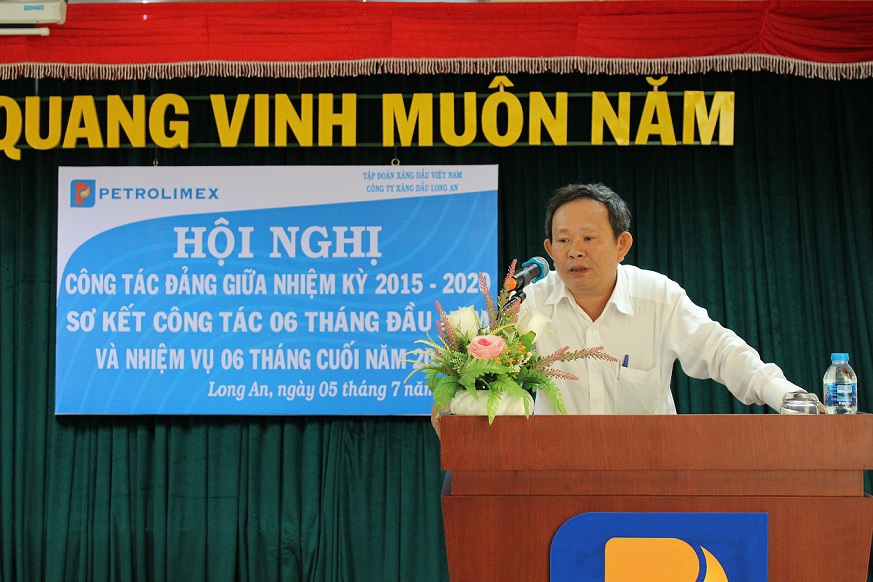 QUANG VINH MUÔN NĂM
PETROLIMEX
TẬP ĐOÀN XĂNG DẦU VIỆT NAM
CÔNG TY XĂNG DẦU LONG AN
HỘI NGHỊ
CÔNG TÁC ĐẢNG GIỮA NHIỆM KỲ 2015 - 202
SƠ KẾT CÔNG TÁC 06 THÁNG ĐẦU
VÀ NHIỆM VỤ 06 THÁNG CUỐI NĂM
Long An, ngày 05 tháng 7 năm